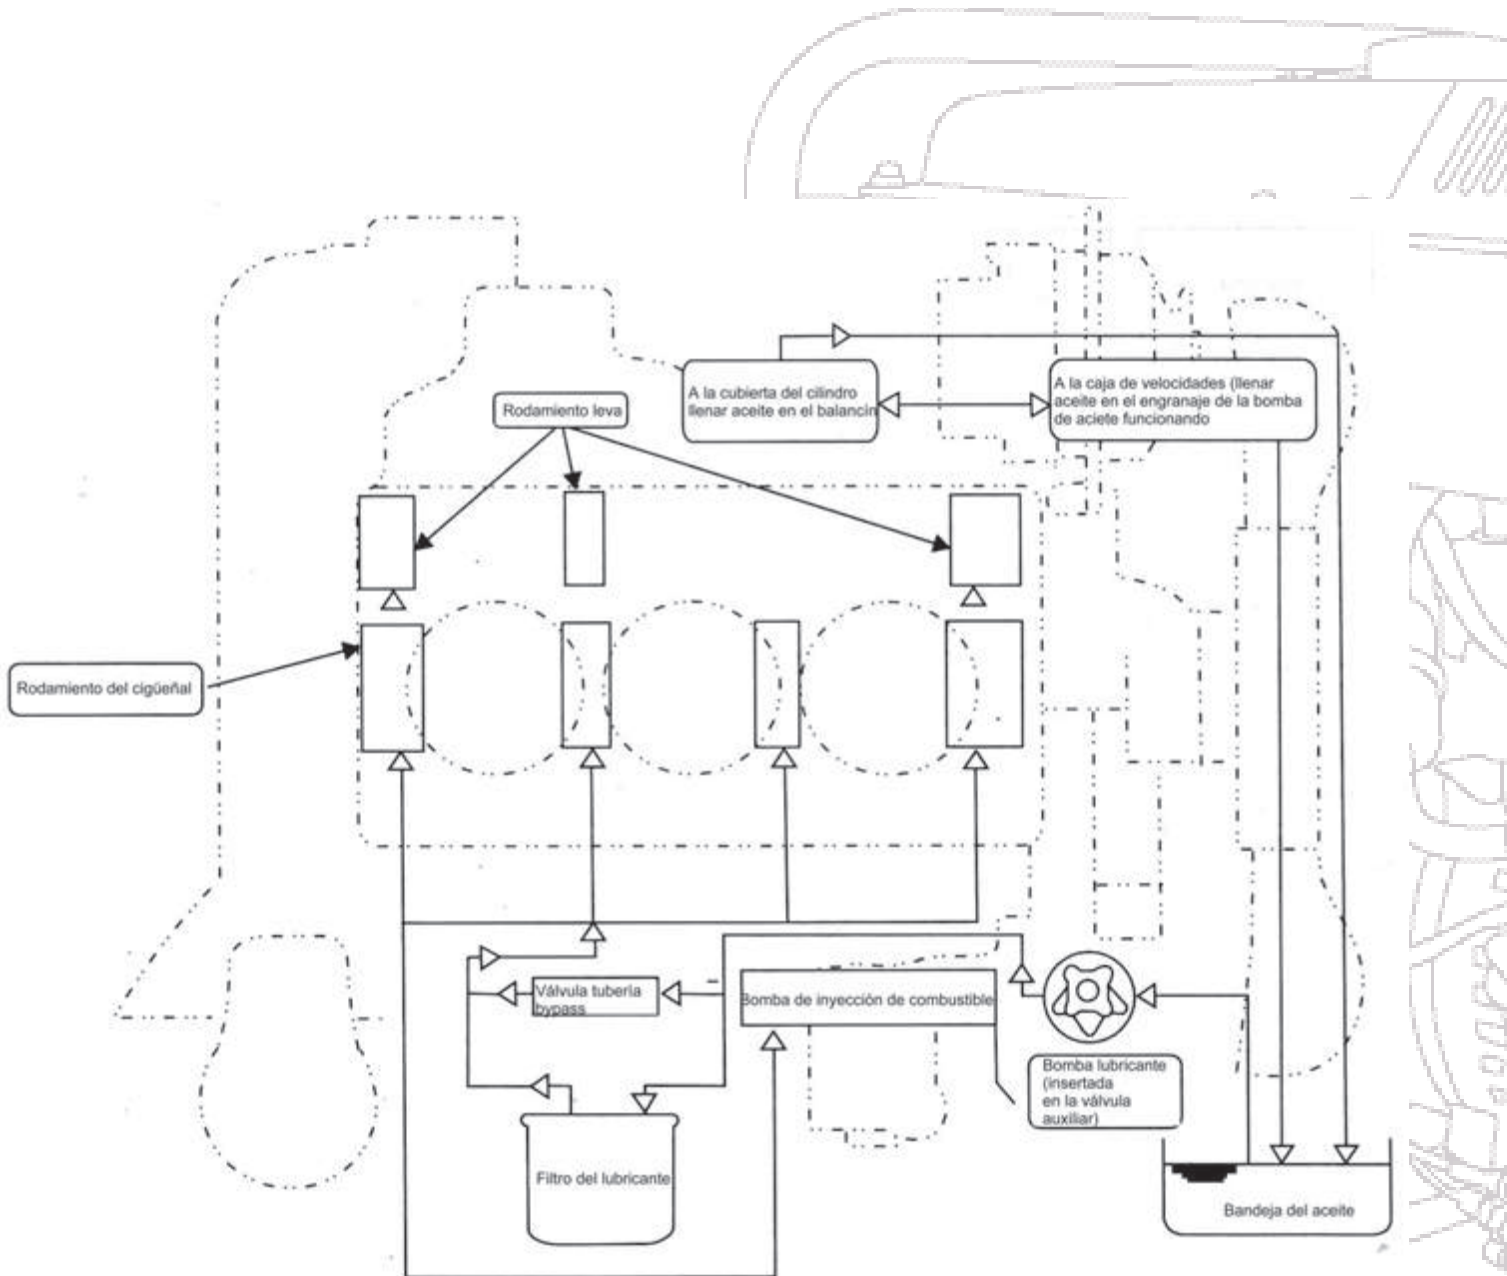 A la cubierta del cilindro
llenar aceite en el balancin
A la caja de velocidades (llenar
aceite en el engranaje de la bomba
de aciete funcionando
Rodamiento leva
Rodamiento del cigüeñal
Válvula tubería
bypass
Bomba de inyección de combustible
Bomba lubricante
(insertada
en la válvula
auxiliar)
Filtro del lubricante
Bandeja del aceite